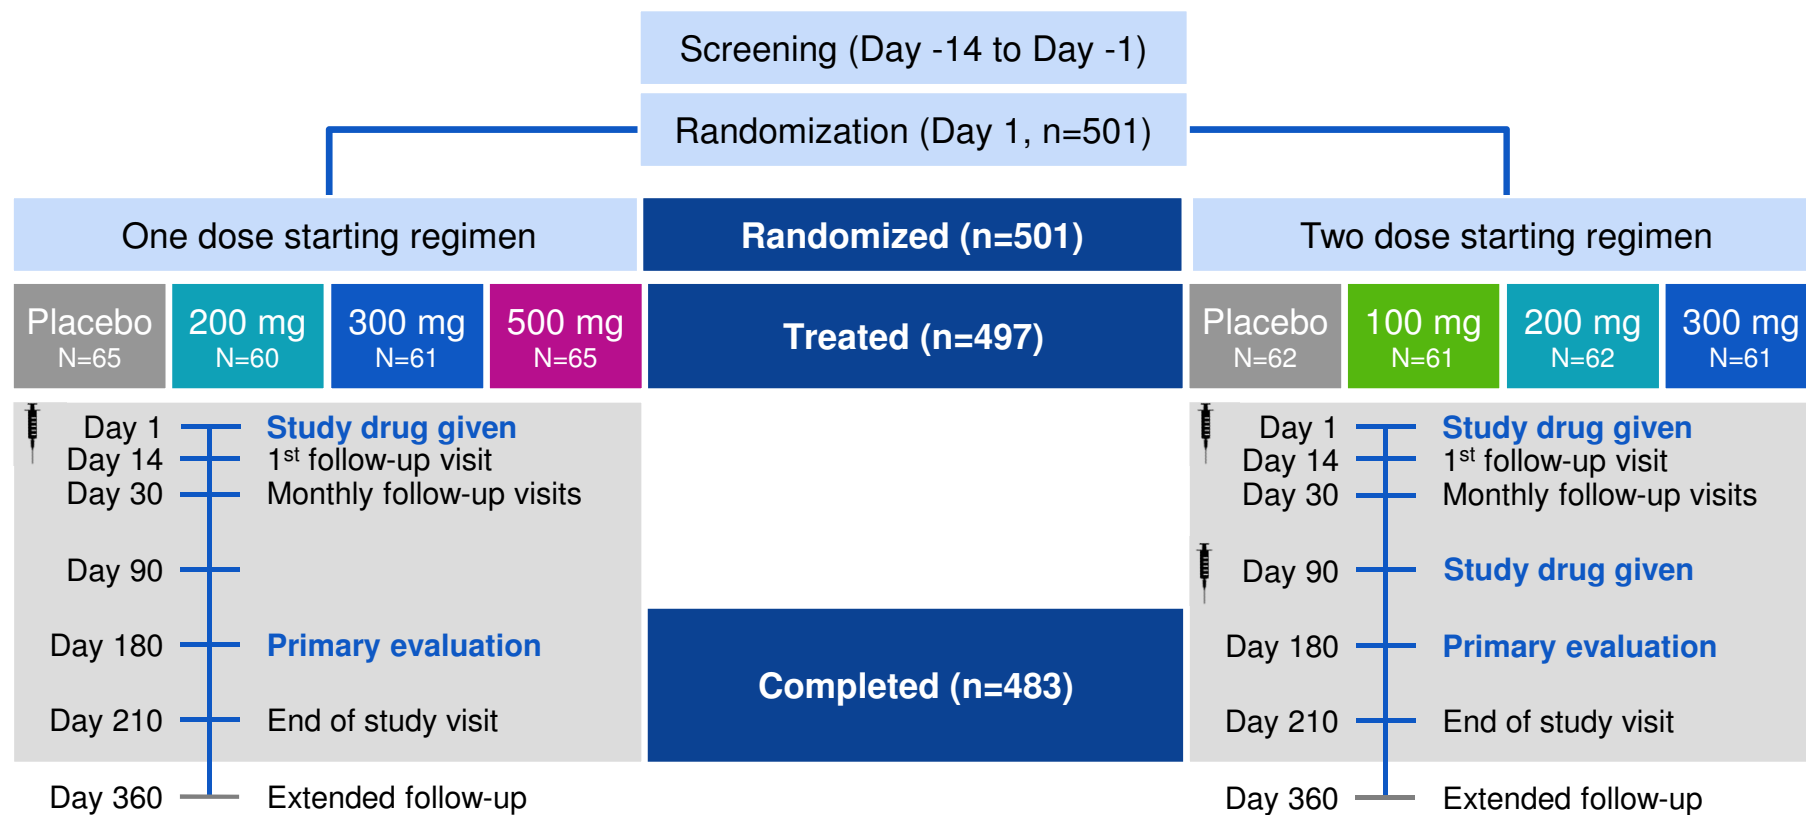 Screening (Day -14 to Day -1)
Randomization (Day 1, n=501)
One dose starting regimen
Randomized (n=501)
Two dose starting regimen
Placebo
N=65
200 mg
N=60
300 mg
N=61
500 mg
N=65
Treated (n=497)
Placebo
N=62
100 mg
N=61
200 mg
N=62
300 mg
N=61
Day 1 Study drug given
Day 14 1st follow-up visit
Day 30 Monthly follow-up visits
Day 90
Day 180 Primary evaluation
Day 210 End of study visit
Day 360 Extended follow-up
Completed (n=483)
Day 1 Study drug given
Day 14 1st follow-up visit
Day 30 Monthly follow-up visits
Day 90 Study drug given
Day 180 Primary evaluation
Day 210 End of study visit
Day 360 Extended follow-up